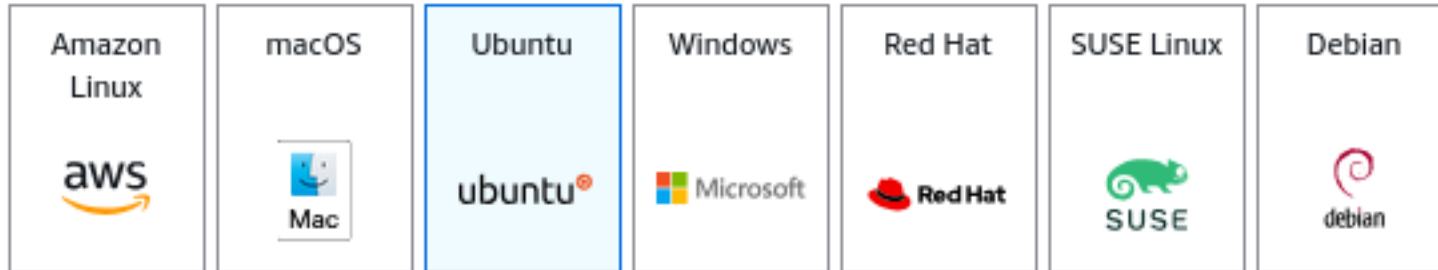 Amazon
Linux
aws
macOS
Mac
Ubuntu
ubuntu®
Windows
Microsoft
Red Hat
Red Hat
SUSE Linux
SUSE
Debian
debian